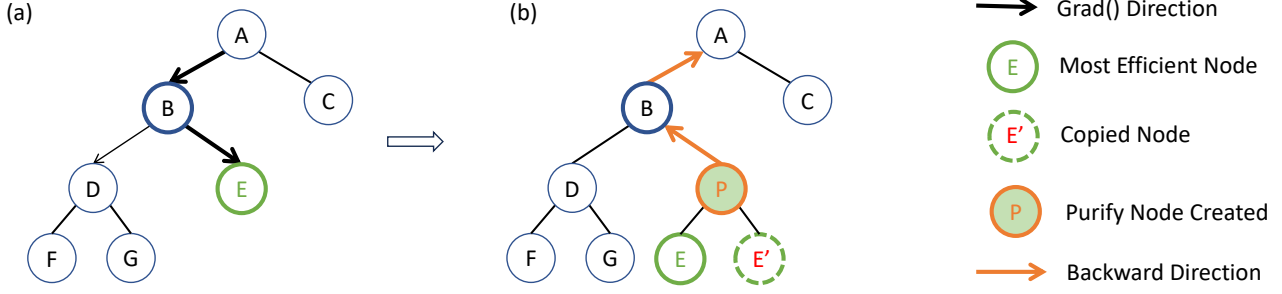 (a)
A
B
C
D
E
F
G
(b)
A
B
C
D
P
F
G
E
E'
Grad() Direction
E
Most Efficient Node
E'
Copied Node
P
Purify Node Created
Backward Direction